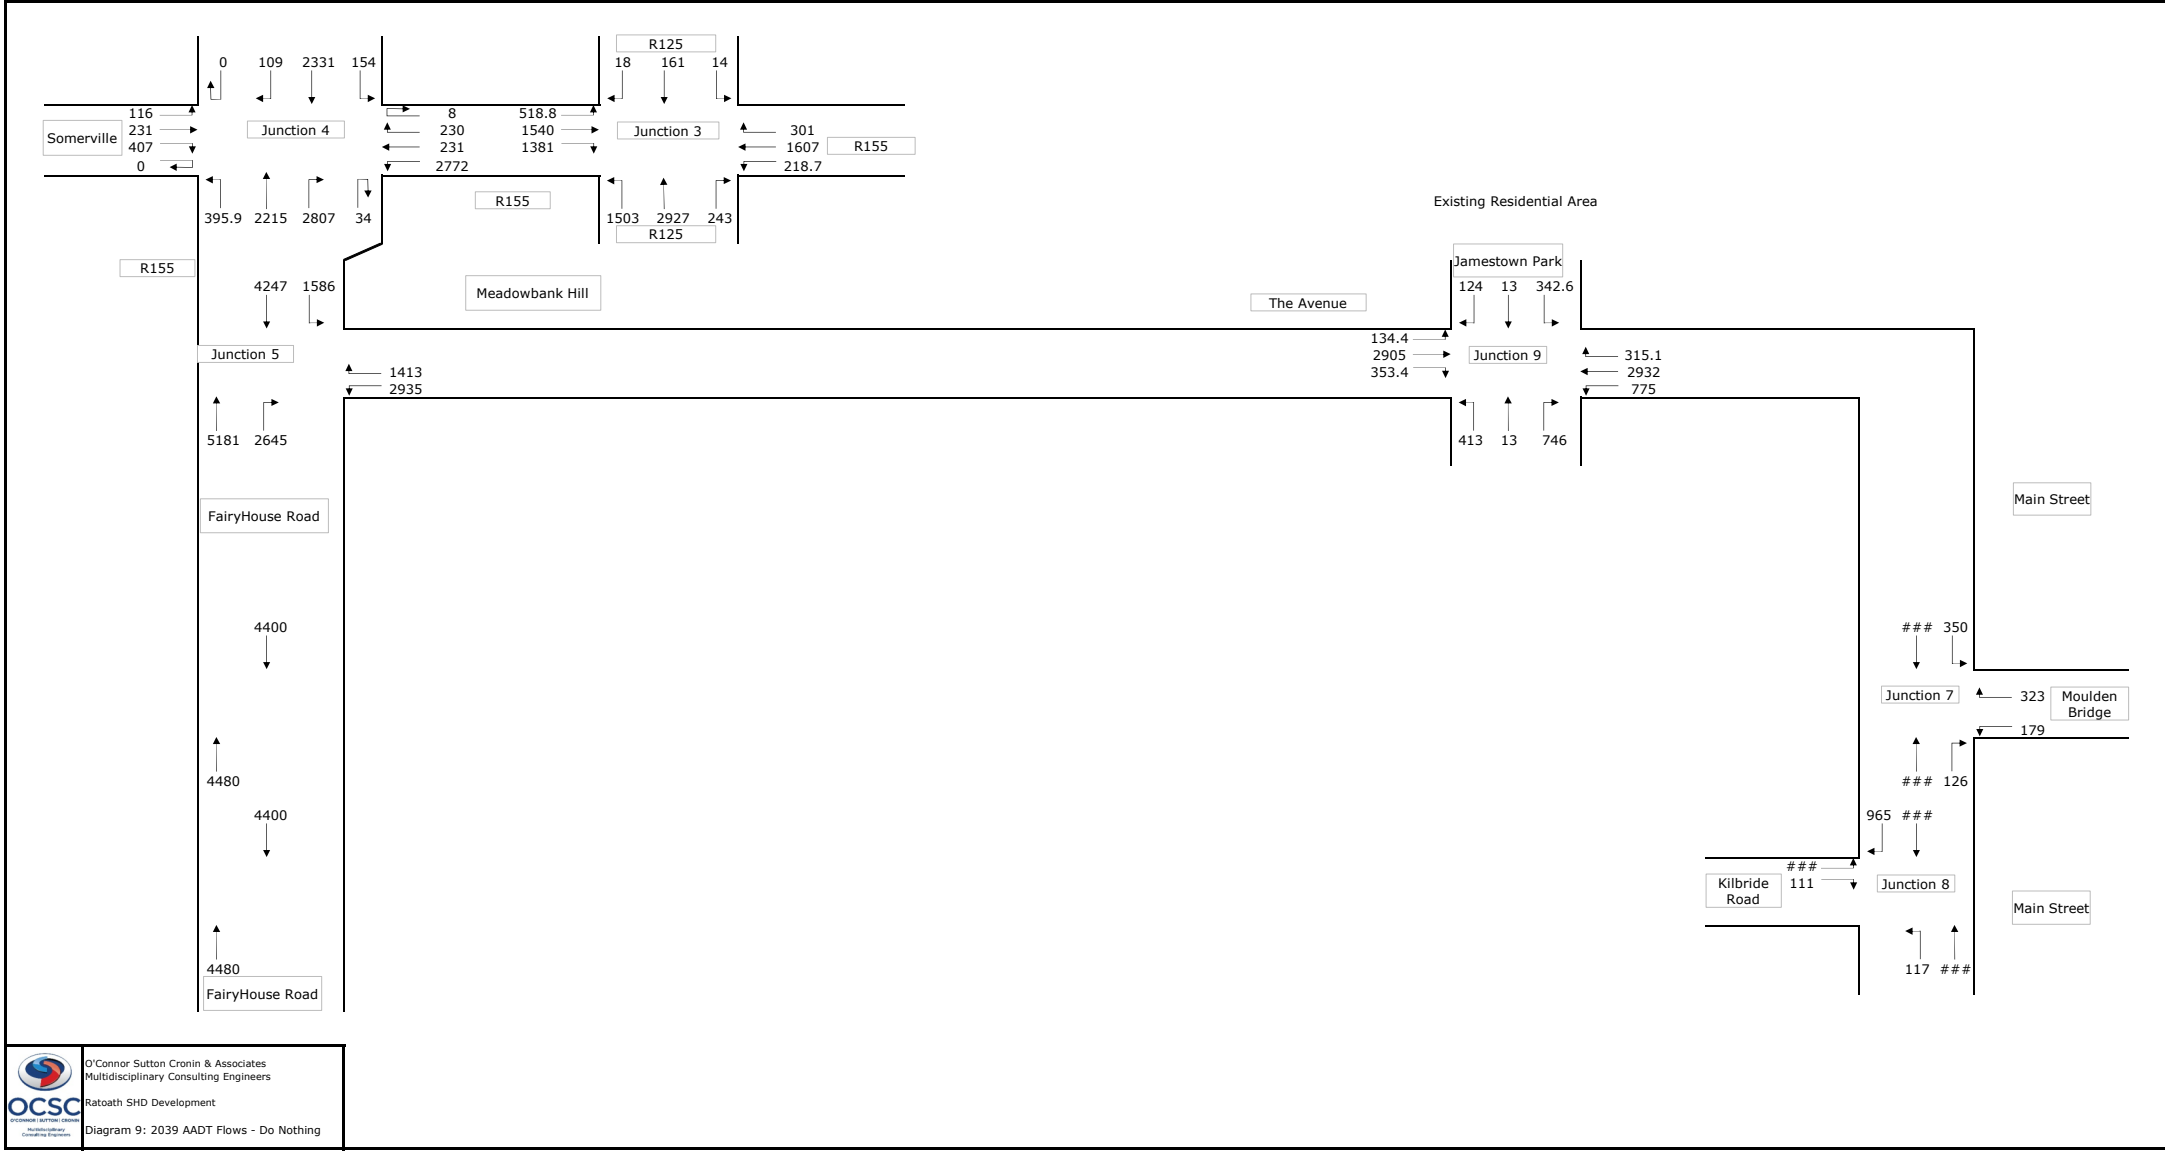 R125
0 109 2331 154
18 161 14
116
231
407
0
Somerville
Junction 4
8
230
231
2772
518.8
1540
1381
Junction 3
301
1607
218.7
R155
395.9 2215 2807 34
R155
1503 2927 243
R125
Existing Residential Area
R155
4247 1586
Meadowbank Hill
The Avenue
Jamestown Park
124 13 342.6
Junction 5
1413
2935
134.4
2905
353.4
Junction 9
315.1
2932
775
5181 2645
413 13 746
FairyHouse Road
Main Street
4400
### 350
Junction 7
323
179
Moulden
Bridge
4480
### 126
4400
965 ###
###
111
Kilbride
Road
Junction 8
Main Street
4480
117 ###
FairyHouse Road
O'Connor Sutton Cronin & Associates
Multidisciplinary Consulting Engineers
Ratoath SHD Development
Diagram 9: 2039 AADT Flows - Do Nothing
OCSC
O'CONNOR | SUTTON | CRONIN
Multidisciplinary
Consulting Engineers